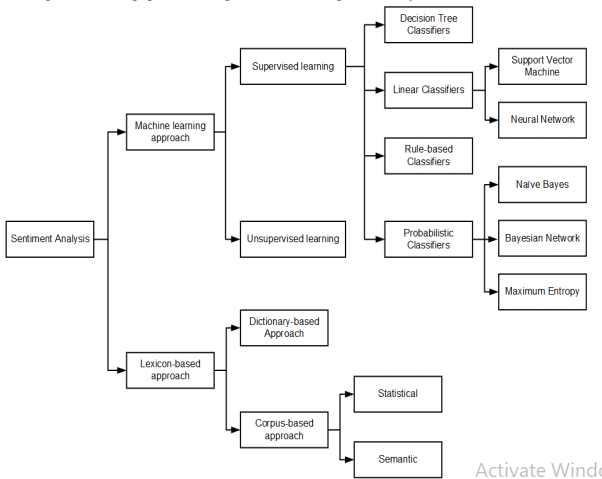 Decision Tree
Classifiers
Supervised learning
Linear Classifiers
Support Vector
Machine
Neural Network
Machine learning
approach
Rule-based
Classifiers
Naïve Bayes
Sentiment Analysis
Unsupervised learning
Probabilistic
Classifiers
Bayesian Network
Maximum Entropy
Dictionary-based
Approach
Lexicon-based
approach
Statistical
Corpus-based
approach
Semantic
Activate Windo